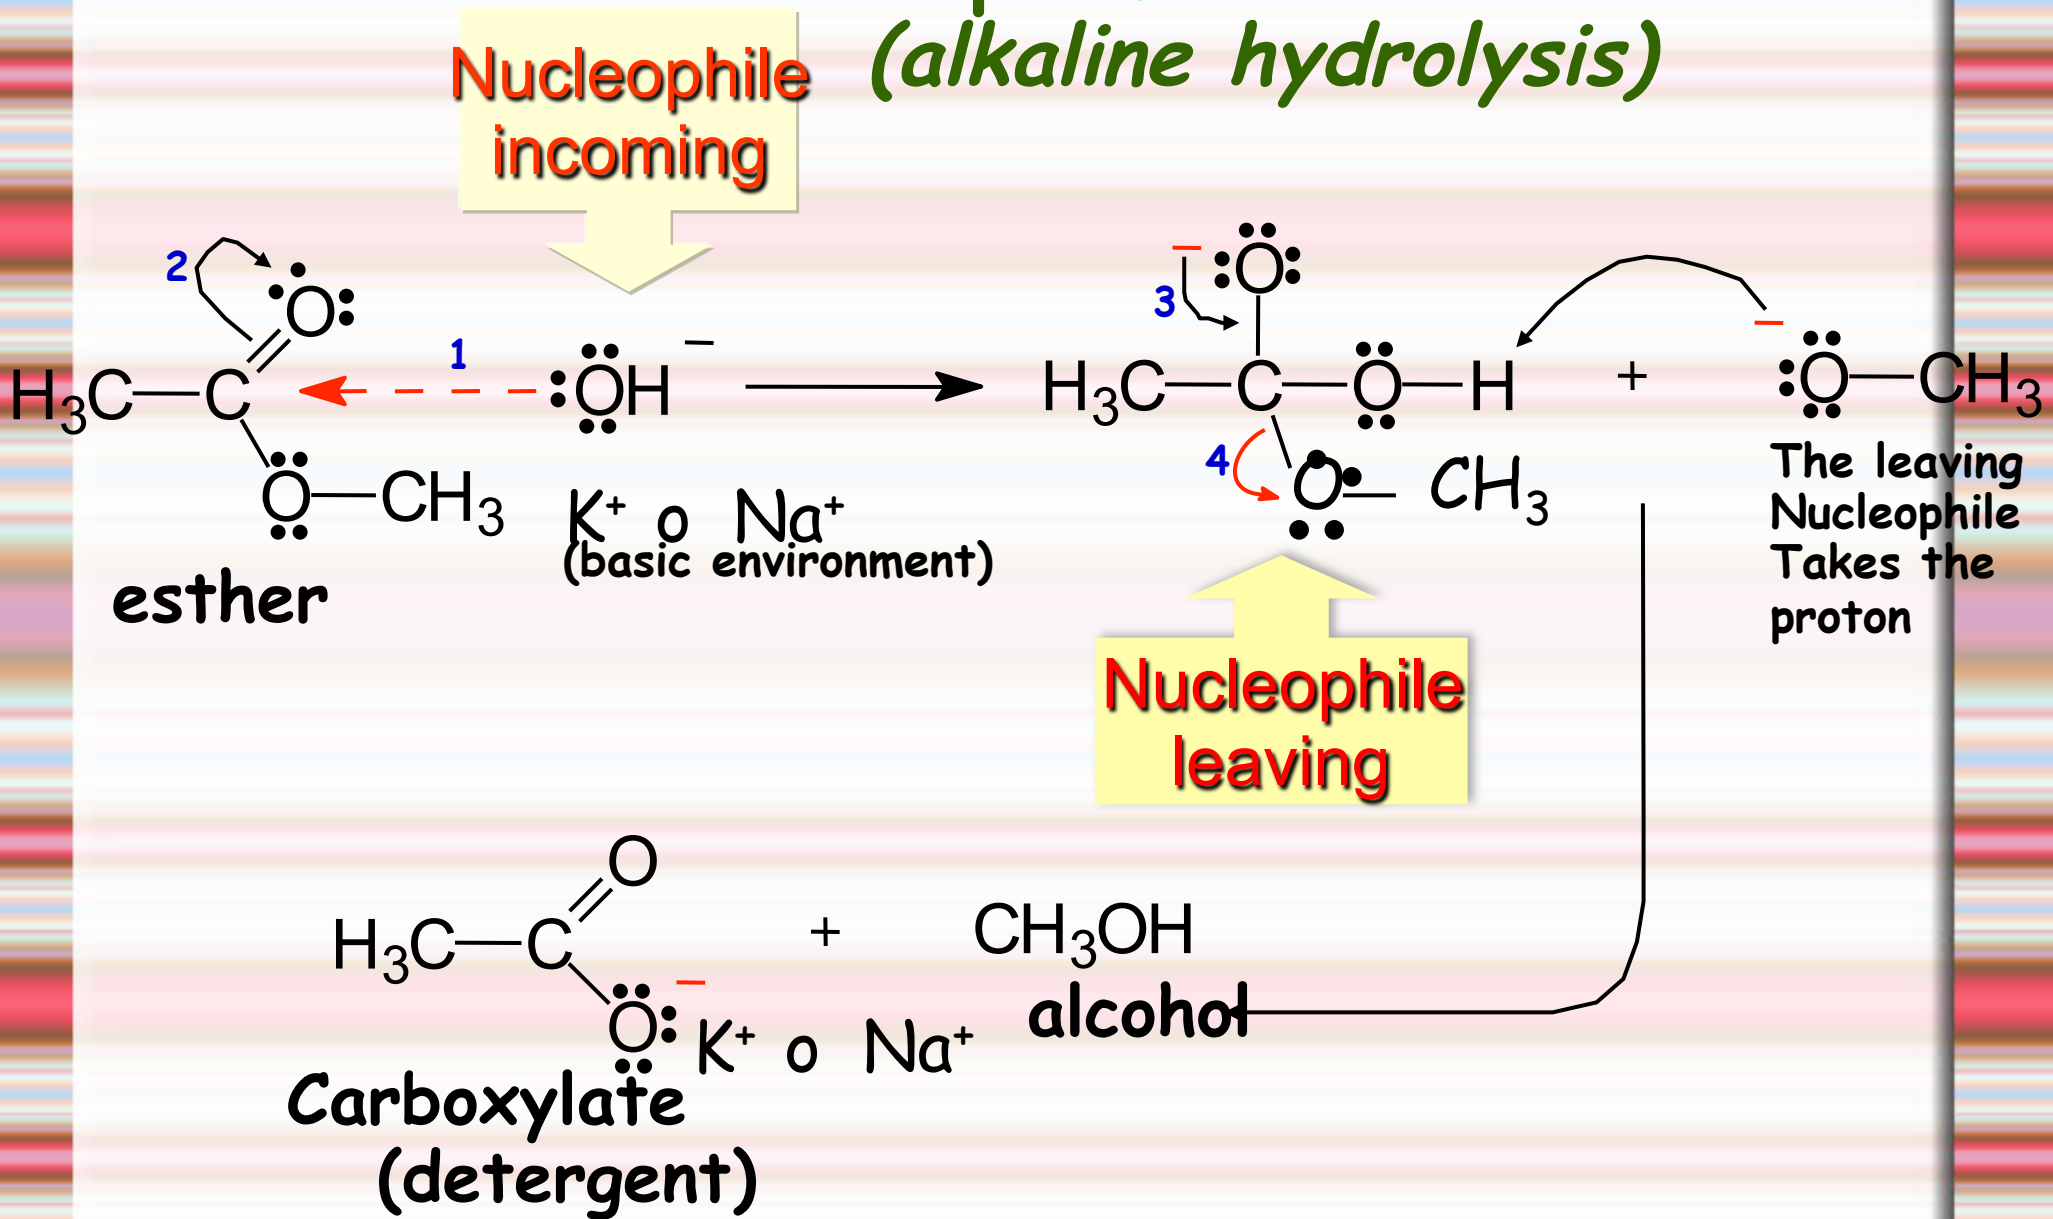 (alkaline hydrolysis)
Nucleophile
incoming
2
1
3
4
O
H₃C C
O CH₃
OH –
K⁺ o Na⁺
(basic environment)
esther
– O
H₃C C O H
O CH₃
+
– O CH₃
The leaving
Nucleophile
Takes the
proton
Nucleophile
leaving
O
H₃C C
O –
K⁺ o Na⁺
+
CH₃OH
alcohol
Carboxylate
(detergent)